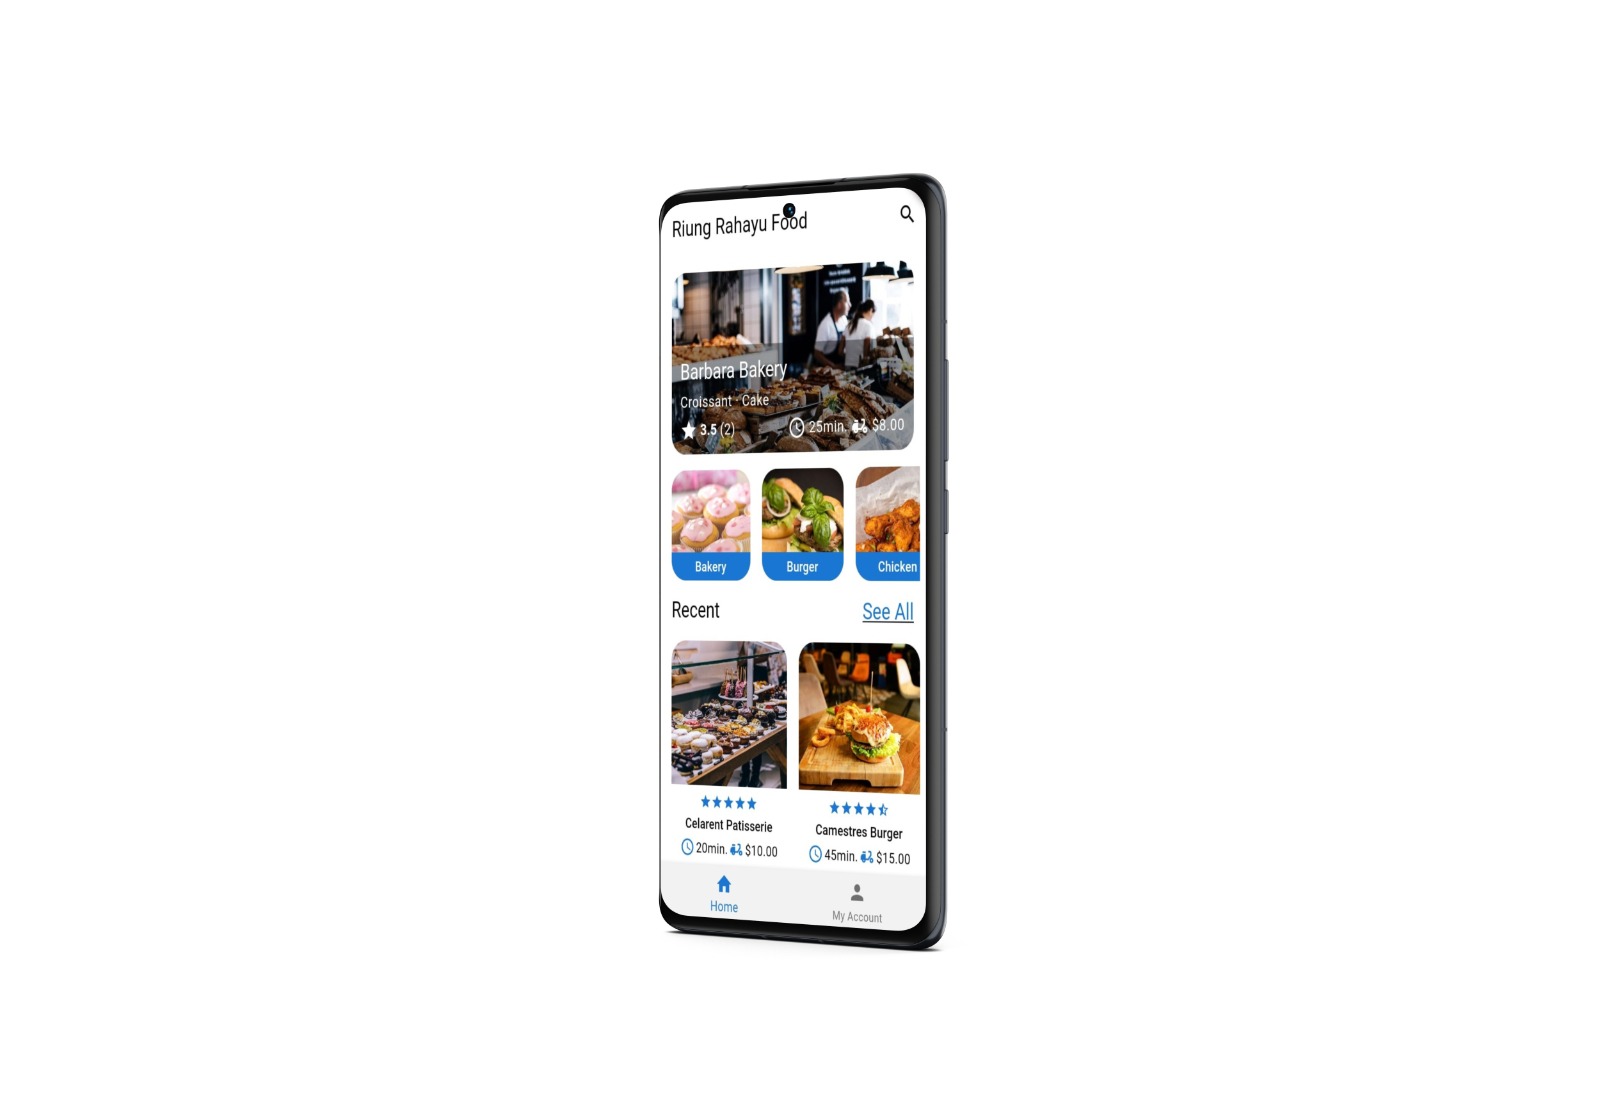 Riung Rahayu Food
Barbara Bakery
Croissant · Cake
3.5 (2) 25min. $8.00
Bakery Burger Chicken
Recent See All
Celarent Patisserie
20min. $10.00
Camestres Burger
45min. $15.00
Home My Account